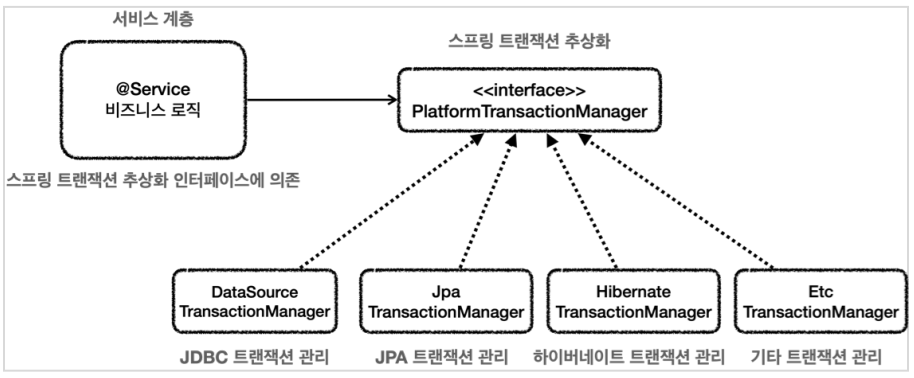 서비스 계층
스프링 트랜잭션 추상화
@Service
비즈니스 로직
<<interface>>
PlatformTransactionManager
스프링 트랜잭션 추상화 인터페이스에 의존
DataSource
TransactionManager
Jpa
TransactionManager
Hibernate
TransactionManager
Etc
TransactionManager
JDBC 트랜잭션 관리
JPA 트랜잭션 관리
하이버네이트 트랜잭션 관리
기타 트랜잭션 관리